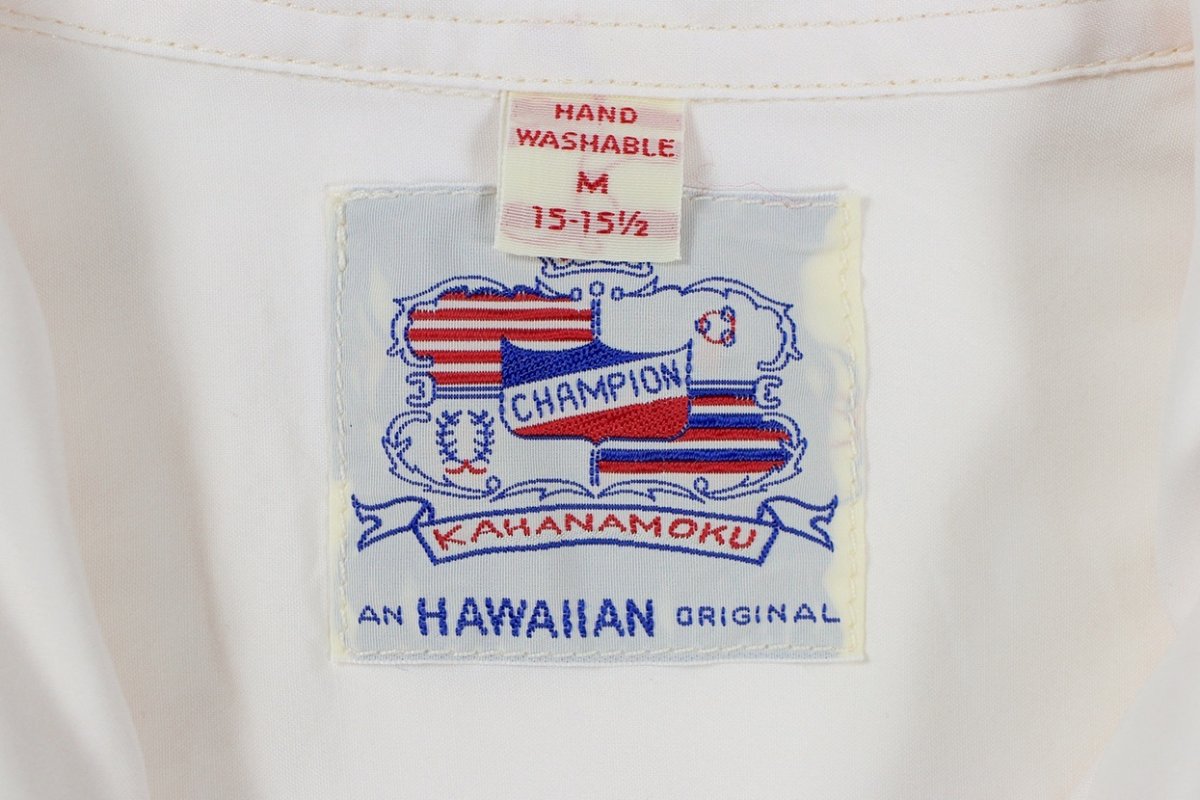 HAND
WASHABLE
M
15-15½
CHAMPION
KAHANAMOKU
AN HAWAIIAN ORIGINAL